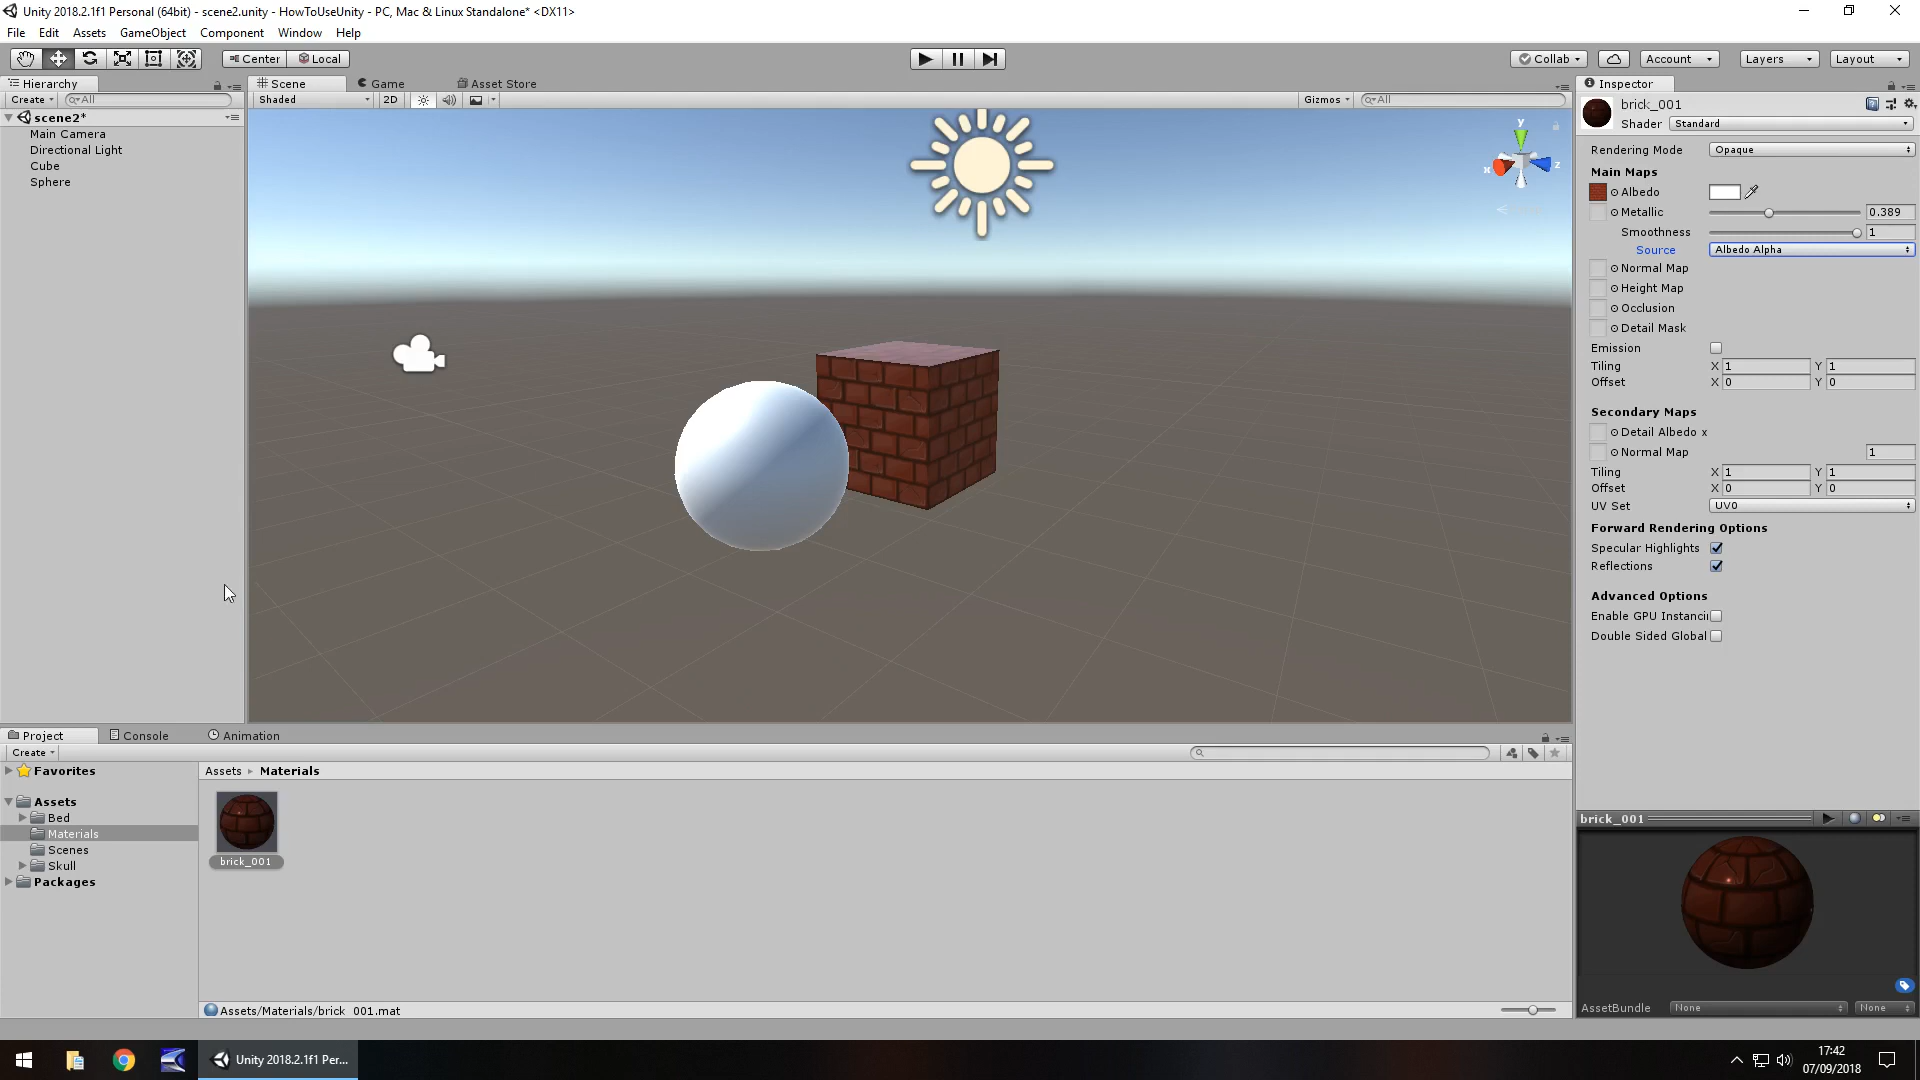 Unity 2018.2.1f1 Personal (64bit) - scene2.unity - HowToUseUnity - PC, Mac & Linux Standalone* <DX11>
File Edit Assets GameObject Component Window Help
Center Local Collab Account Layers Layout
Hierarchy Scene Game Asset Store Inspector
Create All Shaded 2D Gizmos All
brick_001
Shader Standard
scene2*
Main Camera
Directional Light
Cube
Sphere
y
x
z
Rendering Mode Opaque
Main Maps
Albedo
Metallic 0.389
Smoothness 1
Source Albedo Alpha
Normal Map
Height Map
Occlusion
Detail Mask
Emission
Tiling X 1 Y 1
Offset X 0 Y 0
Secondary Maps
Detail Albedo x
Normal Map 1
Tiling X 1 Y 1
Offset X 0 Y 0
UV Set UV0
Forward Rendering Options
Specular Highlights
Reflections
Advanced Options
Enable GPU Instanci
Double Sided Global
Project Console Animation
Create
Favorites
Assets
Bed
Materials
Scenes
Skull
Packages
Assets Materials
brick_001
Assets/Materials/brick_001.mat
brick_001
AssetBundle None None
Unity 2018.2.1f1 Per...
17:42
07/09/2018